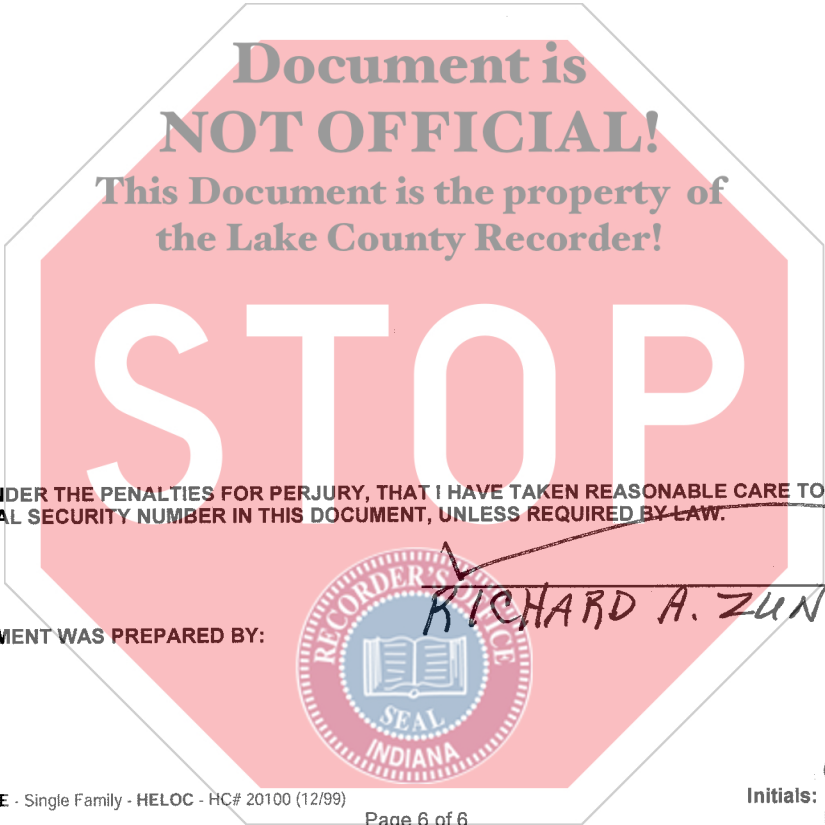 Document is
NOT OFFICIAL!
This Document is the property of
the Lake County Recorder!
STOP
NDER THE PENALTIES FOR PERJURY, THAT I HAVE TAKEN REASONABLE CARE TO
AL SECURITY NUMBER IN THIS DOCUMENT, UNLESS REQUIRED BY LAW.
RECORDER'S OFFICE
RICHARD A. ZUN
MENT WAS PREPARED BY:
SEAL
INDIANA
E - Single Family - HELOC - HC# 20100 (12/99)
Initials:
Page 6 of 6